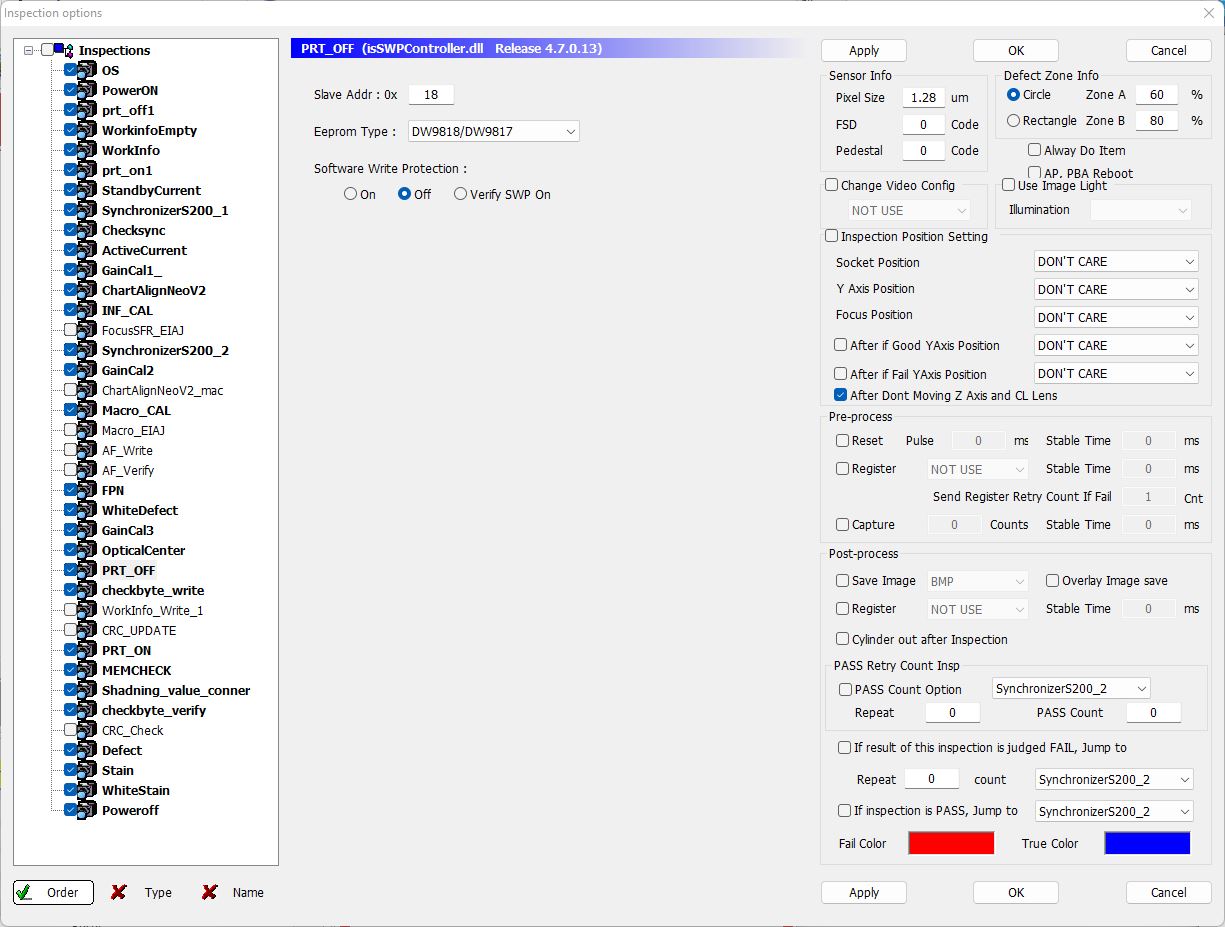 Inspection options
Inspections
OS
PowerON
prt_off1
WorkinfoEmpty
WorkInfo
prt_on1
StandbyCurrent
SynchronizerS200_1
Checksync
ActiveCurrent
GainCal1_
ChartAlignNeoV2
INF_CAL
FocusSFR_EIAJ
SynchronizerS200_2
GainCal2
ChartAlignNeoV2_mac
Macro_CAL
Macro_EIAJ
AF_Write
AF_Verify
FPN
WhiteDefect
GainCal3
OpticalCenter
PRT_OFF
checkbyte_write
WorkInfo_Write_1
CRC_UPDATE
PRT_ON
MEMCHECK
Shadning_value_conner
checkbyte_verify
CRC_Check
Defect
Stain
WhiteStain
Poweroff
Order Type Name
PRT_OFF (isSWPController.dll Release 4.7.0.13)
Slave Addr : 0x 18
Eeprom Type : DW9818/DW9817
Software Write Protection :
On Off Verify SWP On
Apply OK Cancel
Sensor Info
Pixel Size 1.28 um
FSD 0 Code
Pedestal 0 Code
Defect Zone Info
Circle Zone A 60 %
Rectangle Zone B 80 %
Alway Do Item
AP, PBA Reboot
Change Video Config
NOT USE
Use Image Light
Illumination
Inspection Position Setting
Socket Position DON'T CARE
Y Axis Position DON'T CARE
Focus Position DON'T CARE
After if Good YAxis Position DON'T CARE
After if Fail YAxis Position DON'T CARE
After Dont Moving Z Axis and CL Lens
Pre-process
Reset Pulse 0 ms Stable Time 0 ms
Register NOT USE Stable Time 0 ms
Send Register Retry Count If Fail 1 Cnt
Capture 0 Counts Stable Time 0 ms
Post-process
Save Image BMP Overlay Image save
Register NOT USE Stable Time 0 ms
Cylinder out after Inspection
PASS Retry Count Insp
PASS Count Option SynchronizerS200_2
Repeat 0 PASS Count 0
If result of this inspection is judged FAIL, Jump to
Repeat 0 count SynchronizerS200_2
If inspection is PASS, Jump to SynchronizerS200_2
Fail Color True Color
Apply OK Cancel